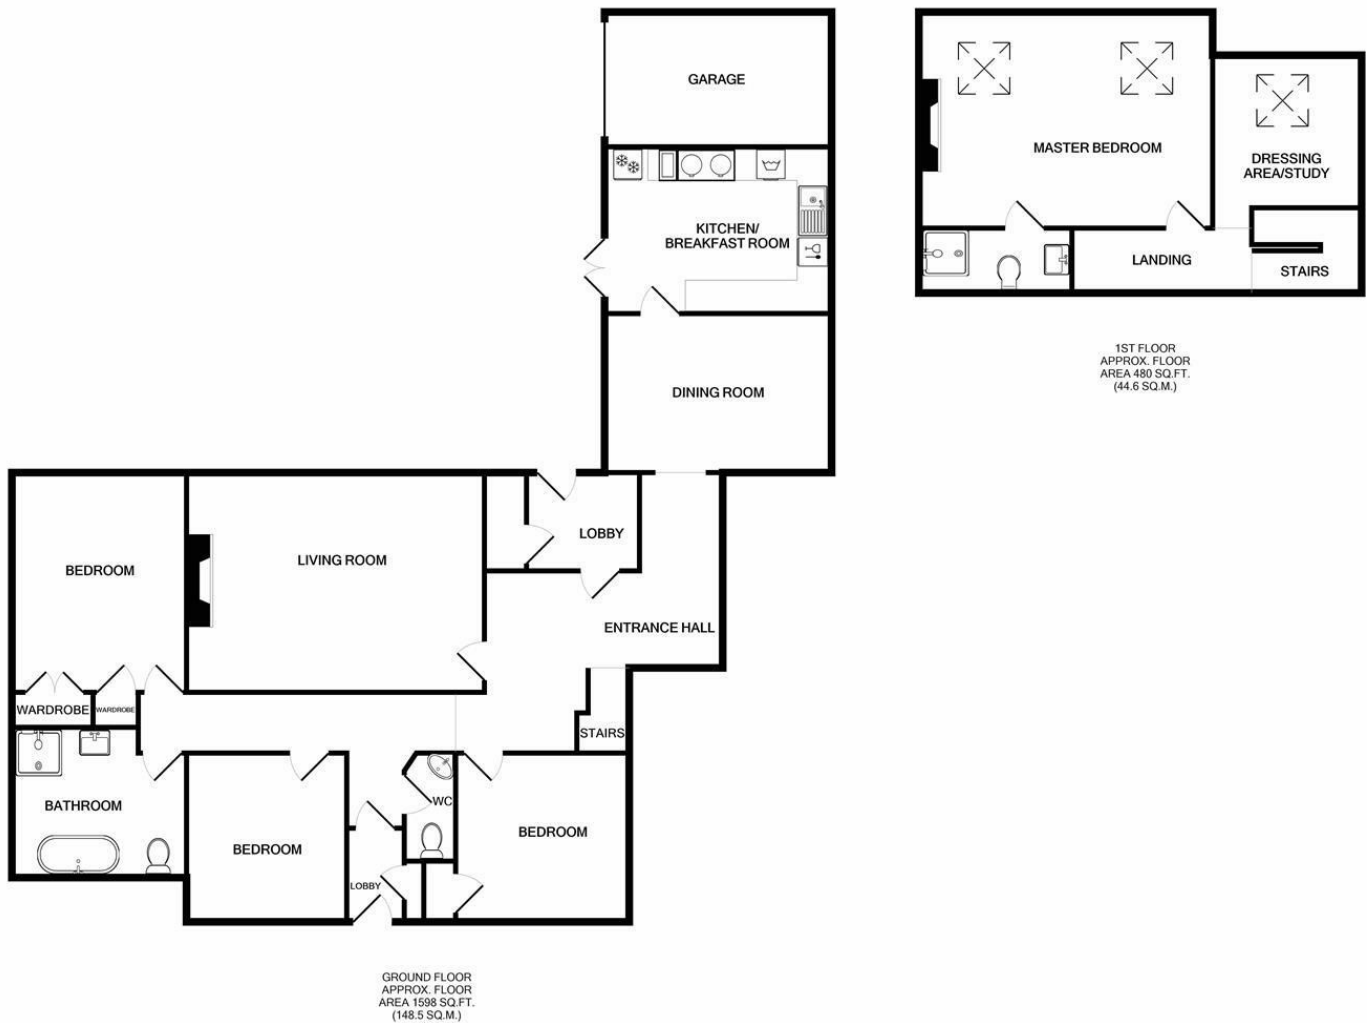 GARAGE
KITCHEN/
BREAKFAST ROOM
DINING ROOM
LOBBY
LIVING ROOM
BEDROOM
ENTRANCE HALL
WARDROBE
WARDROBE
STAIRS
BATHROOM
WC
BEDROOM
BEDROOM
LOBBY
GROUND FLOOR
APPROX. FLOOR
AREA 1598 SQ.FT.
(148.5 SQ.M.)
MASTER BEDROOM
DRESSING
AREA/STUDY
LANDING
STAIRS
1ST FLOOR
APPROX. FLOOR
AREA 480 SQ.FT.
(44.6 SQ.M.)